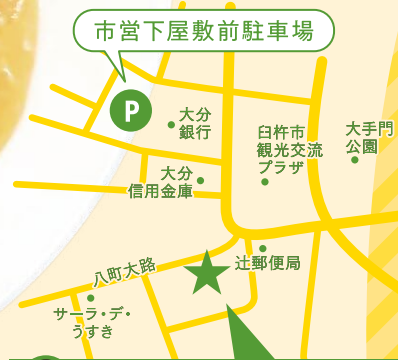 市営下屋敷前駐車場
P
大分
銀行
臼杵市
観光交流
プラザ
大手門
公園
大分
信用金庫
辻郵便局
八町大路
サーラ・デ・
うすき